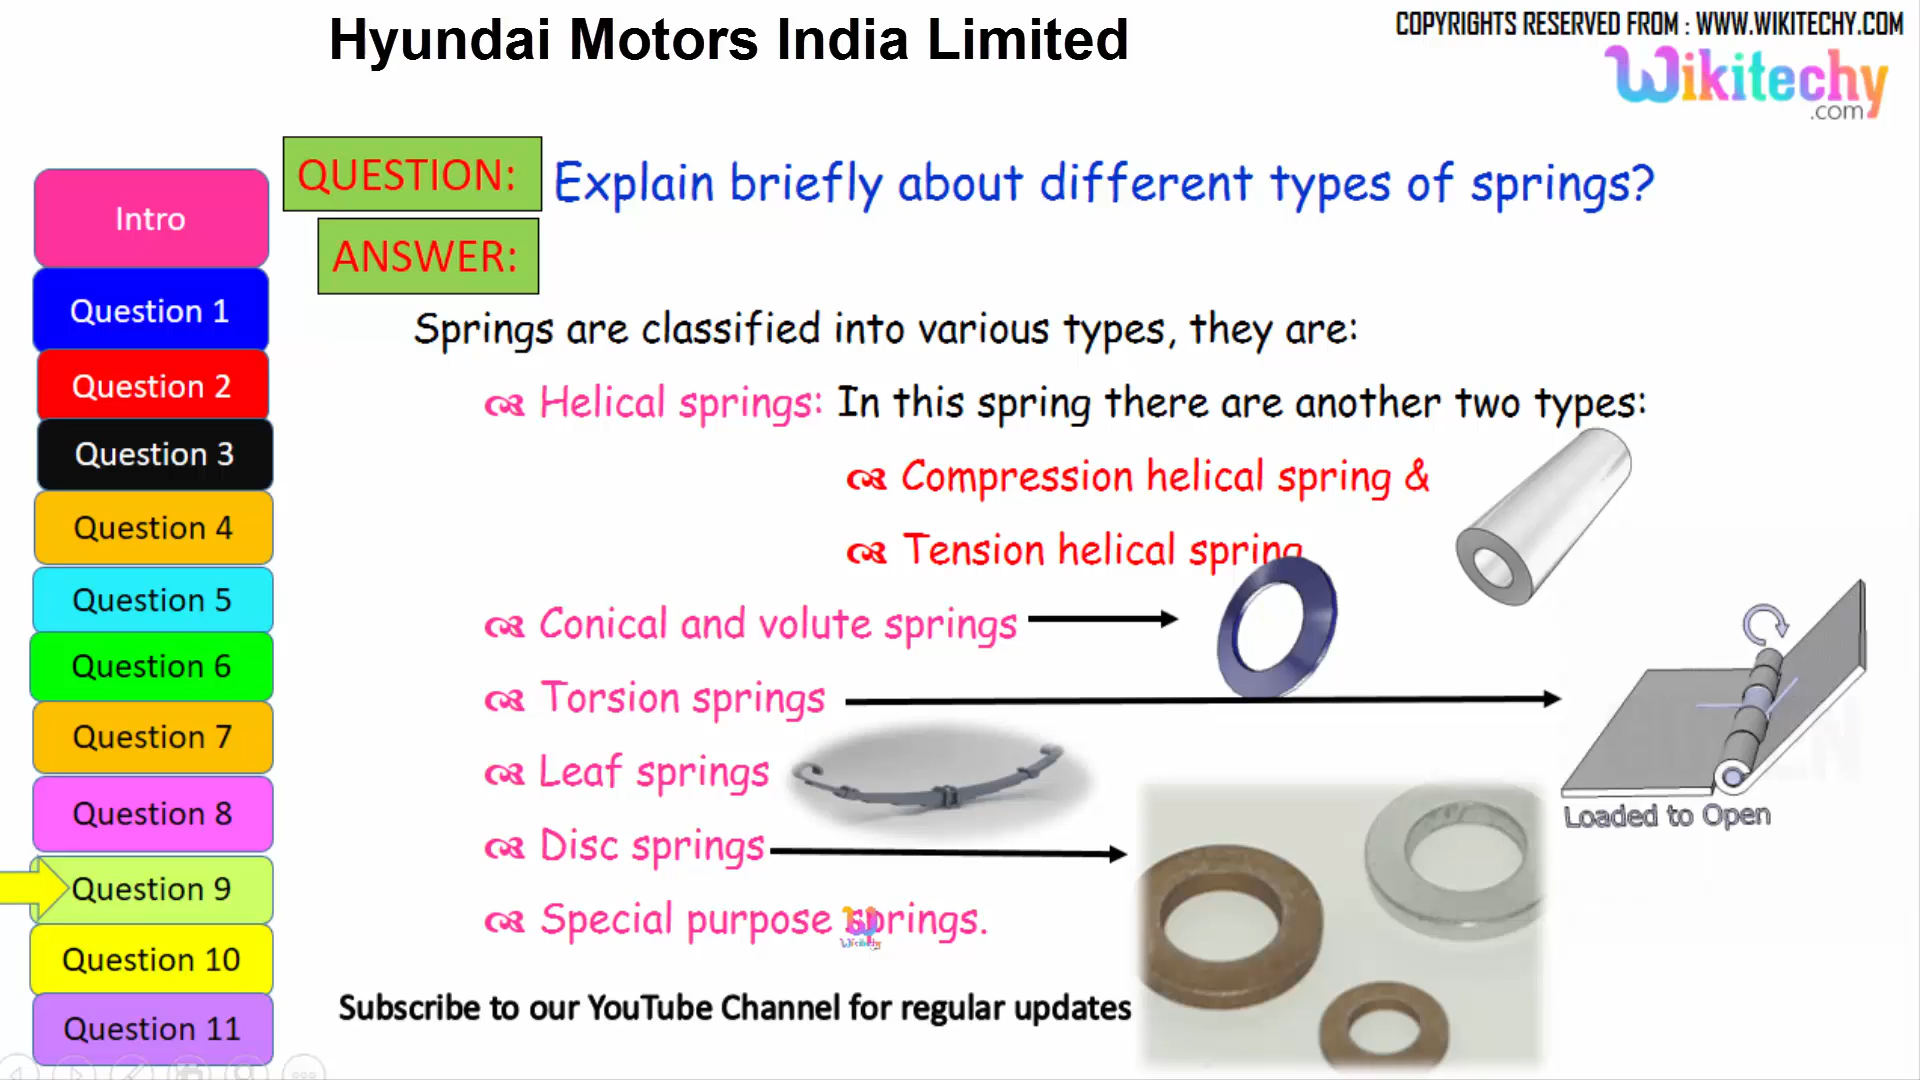 Hyundai Motors India Limited
COPYRIGHTS RESERVED FROM : WWW.WIKITECHY.COM
Wikitechy
.com
QUESTION: Explain briefly about different types of springs?
ANSWER:
Intro
Question 1
Question 2
Question 3
Question 4
Question 5
Question 6
Question 7
Question 8
Question 9
Question 10
Question 11
Springs are classified into various types, they are:
Helical springs: In this spring there are another two types:
Compression helical spring &
Tension helical spring
Conical and volute springs
Torsion springs
Leaf springs
Disc springs
Special purpose springs.
Wikitechy
Loaded to Open
Subscribe to our YouTube Channel for regular updates